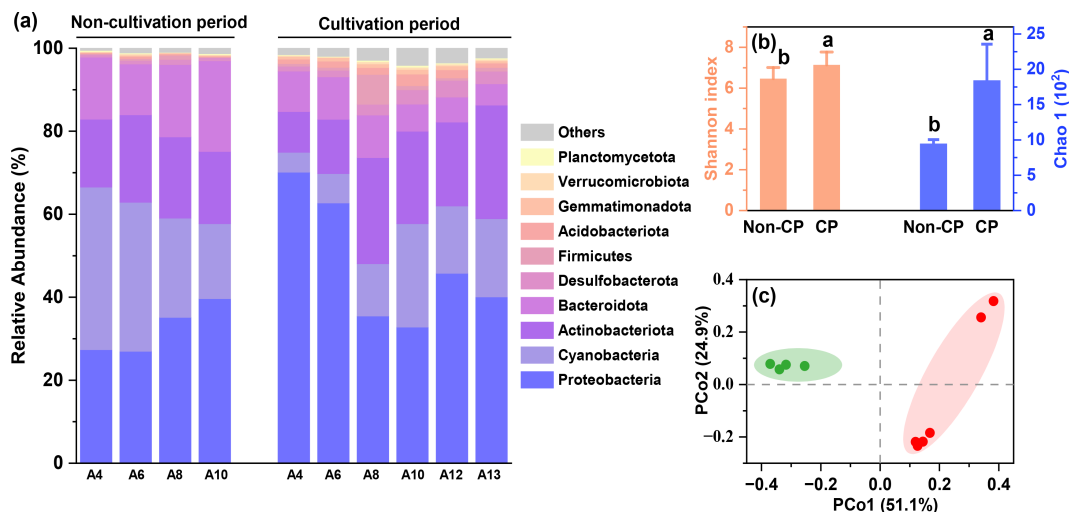 (a)
Non-cultivation period
Cultivation period
Relative Abundance (%)
100
80
60
40
20
0
A4 A6 A8 A10
A4 A6 A8 A10 A12 A13
Others
Planctomycetota
Verrucomicrobiota
Gemmatimonadota
Acidobacteriota
Firmicutes
Desulfobacterota
Bacteroidota
Actinobacteriota
Cyanobacteria
Proteobacteria
(b)
Shannon index
8
6
4
2
0
b
a
b
a
Non-CP CP
Non-CP CP
25
20
15
10
5
0
Chao 1 (10²)
(c)
PCo2 (24.9%)
0.4
0.2
0.0
−0.2
−0.4 −0.2 0.0 0.2 0.4
PCo1 (51.1%)